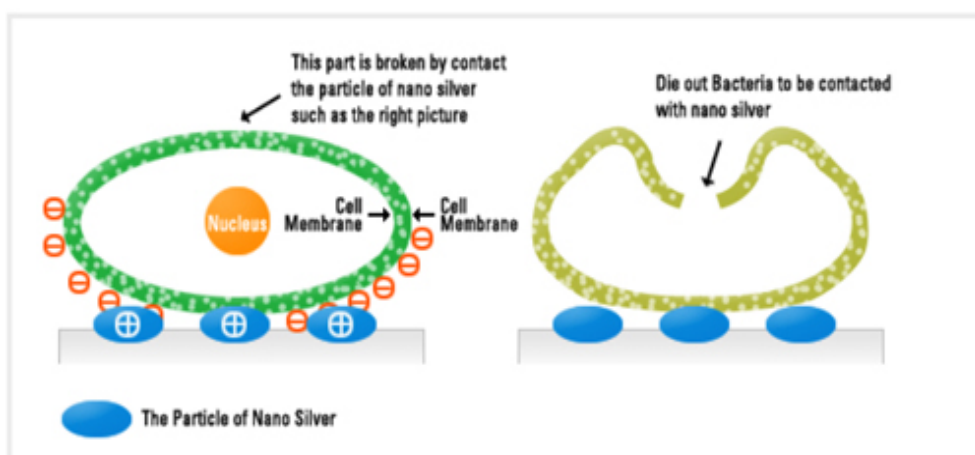 This part is broken by contact
the particle of nano silver
such as the right picture
Die out Bacteria to be contacted
with nano silver
Nucleus
Cell
Membrane
Cell
Membrane
The Particle of Nano Silver